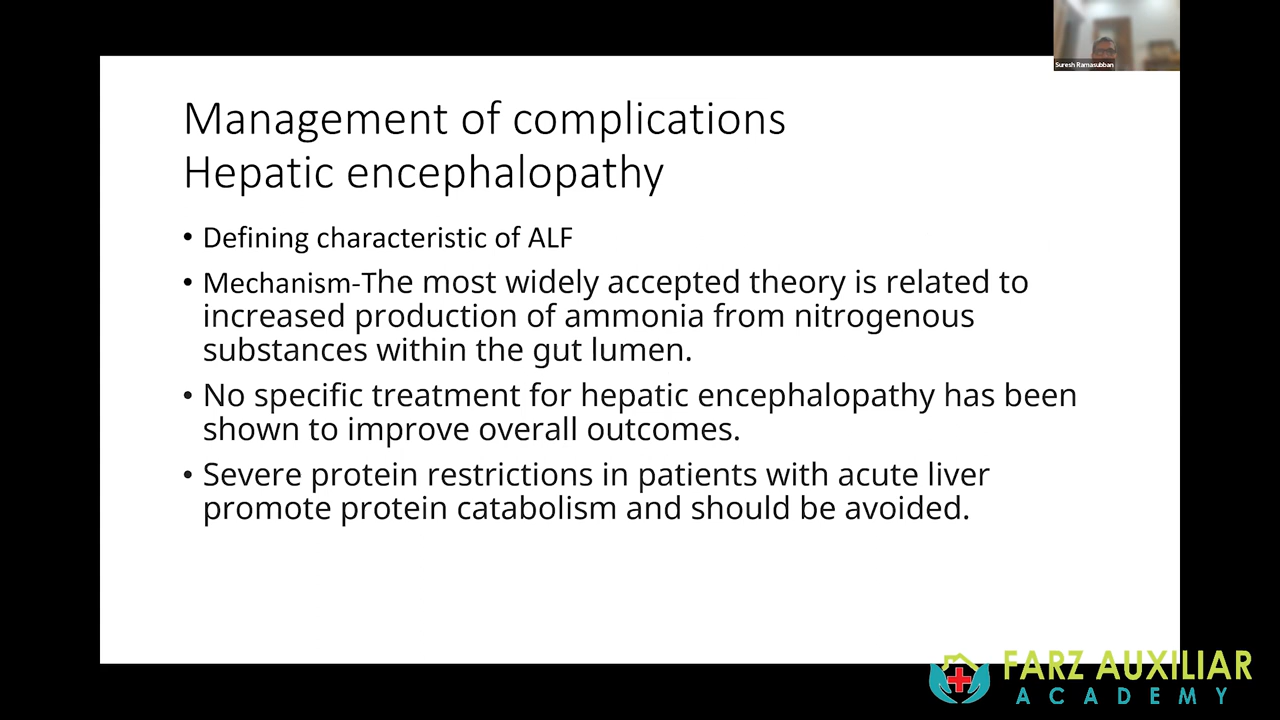 Suresh Ramasubban
Management of complications
Hepatic encephalopathy
• Defining characteristic of ALF
• Mechanism-The most widely accepted theory is related to
increased production of ammonia from nitrogenous
substances within the gut lumen.
• No specific treatment for hepatic encephalopathy has been
shown to improve overall outcomes.
• Severe protein restrictions in patients with acute liver
promote protein catabolism and should be avoided.
FARZ AUXILIAR
ACADEMY